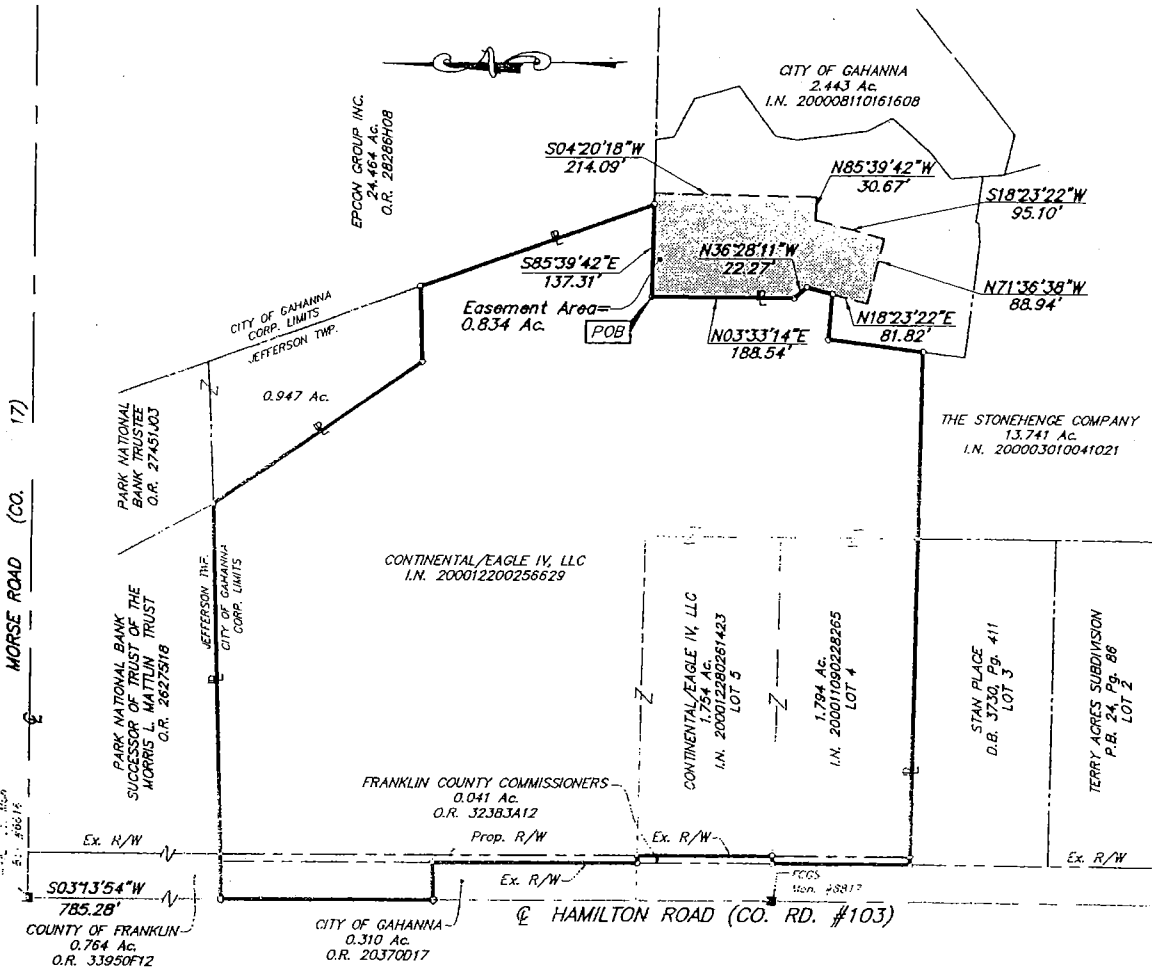 CITY OF GAHANNA
2.443 Ac.
I.N. 200008110161608
EPCON GROUP INC.
24.464 Ac.
O.R. 28286H08
S04°20'18"W
214.09'
N85°39'42"W
30.67'
S18°23'22"W
95.10'
N36°28'11"W
22.27'
S85°39'42"E
137.31'
N71°36'38"W
88.94'
Easement Area=
0.834 Ac.
POB
N18°23'22"E
81.82'
N03°33'14"E
188.54'
CITY OF GAHANNA
CORP. LIMITS
JEFFERSON TWP.
0.947 Ac.
PARK NATIONAL
BANK TRUSTEE
O.R. 27451J03
THE STONEHENGE COMPANY
13.741 Ac.
I.N. 200003010041021
MORSE ROAD (CO. 17)
CONTINENTAL/EAGLE IV, LLC
I.N. 200012200256629
JEFFERSON TWP.
CITY OF GAHANNA
CORP. LIMITS
PARK NATIONAL BANK
SUCCESSOR OF TRUST OF THE
MORRIS L. MATTLIN TRUST
O.R. 26275I18
CONTINENTAL/EAGLE IV, LLC
1.754 Ac.
I.N. 200012280261423
LOT 5
1.794 Ac.
I.N. 200011090228265
LOT 4
STAN PLACE
D.B. 3730, Pg. 411
LOT 3
TERRY ACRES SUBDIVISION
P.B. 24, Pg. 86
LOT 2
FRANKLIN COUNTY COMMISSIONERS
0.041 Ac.
O.R. 32383A12
Ex. R/W
Prop. R/W
Ex. R/W
Ex. R/W
Ex. R/W
FCGS
Mon. #8817
S03°13'54"W
785.28'
COUNTY OF FRANKLIN
0.764 Ac.
O.R. 33950F12
CITY OF GAHANNA
0.310 Ac.
O.R. 20370D17
℄ HAMILTON ROAD (CO. RD. #103)